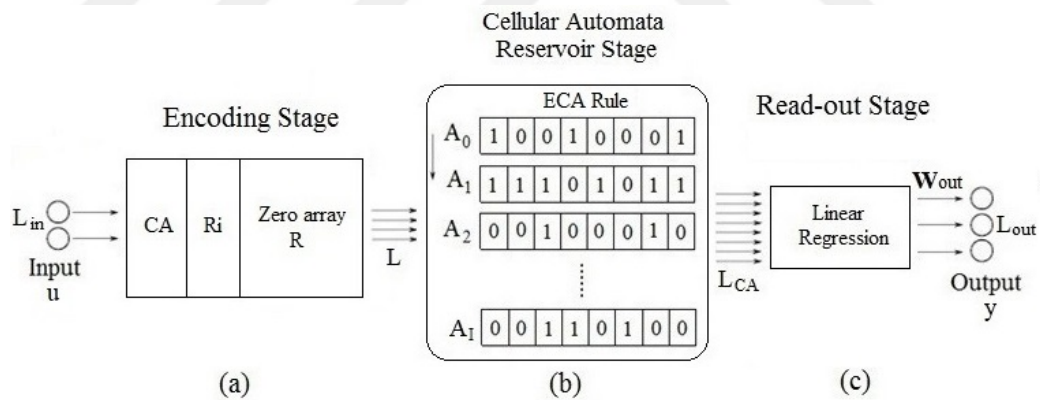 Cellular Automata
Reservoir Stage
Encoding Stage
ECA Rule
Read-out Stage
A0 1 0 0 1 0 0 0 1
A1 1 1 1 0 1 0 1 1
A2 0 0 1 0 0 0 1 0
AI 0 0 1 1 0 1 0 0
Lin
Input
u
CA
Ri
Zero array
R
L
LCA
Linear
Regression
Wout
Lout
Output
y
(a)
(b)
(c)